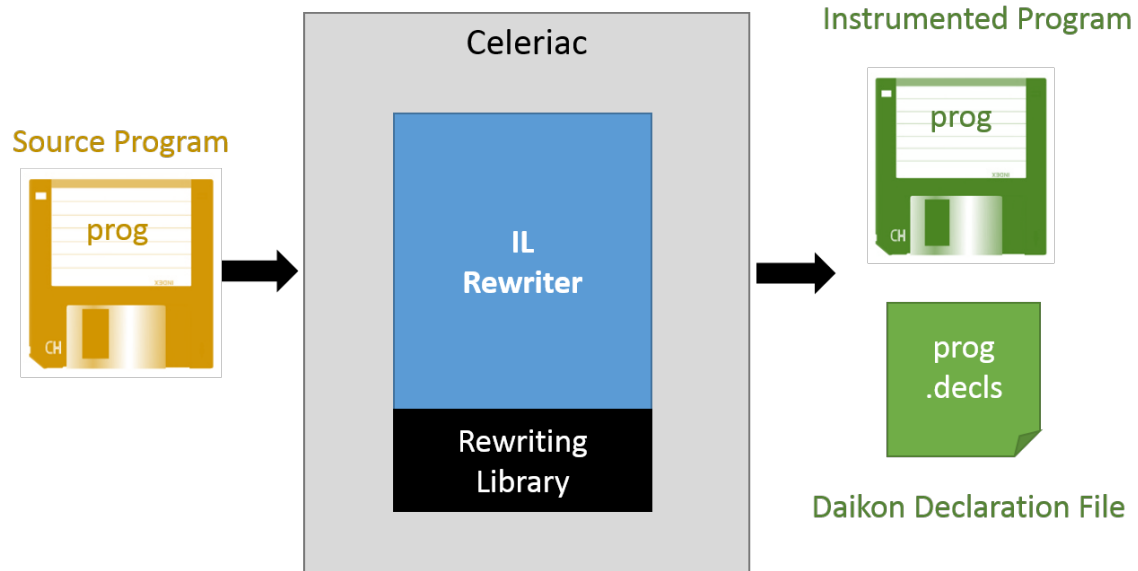 Source Program
prog
CH
Celeriac
IL
Rewriter
Rewriting
Library
Instrumented Program
prog
CH
prog
.decls
Daikon Declaration File